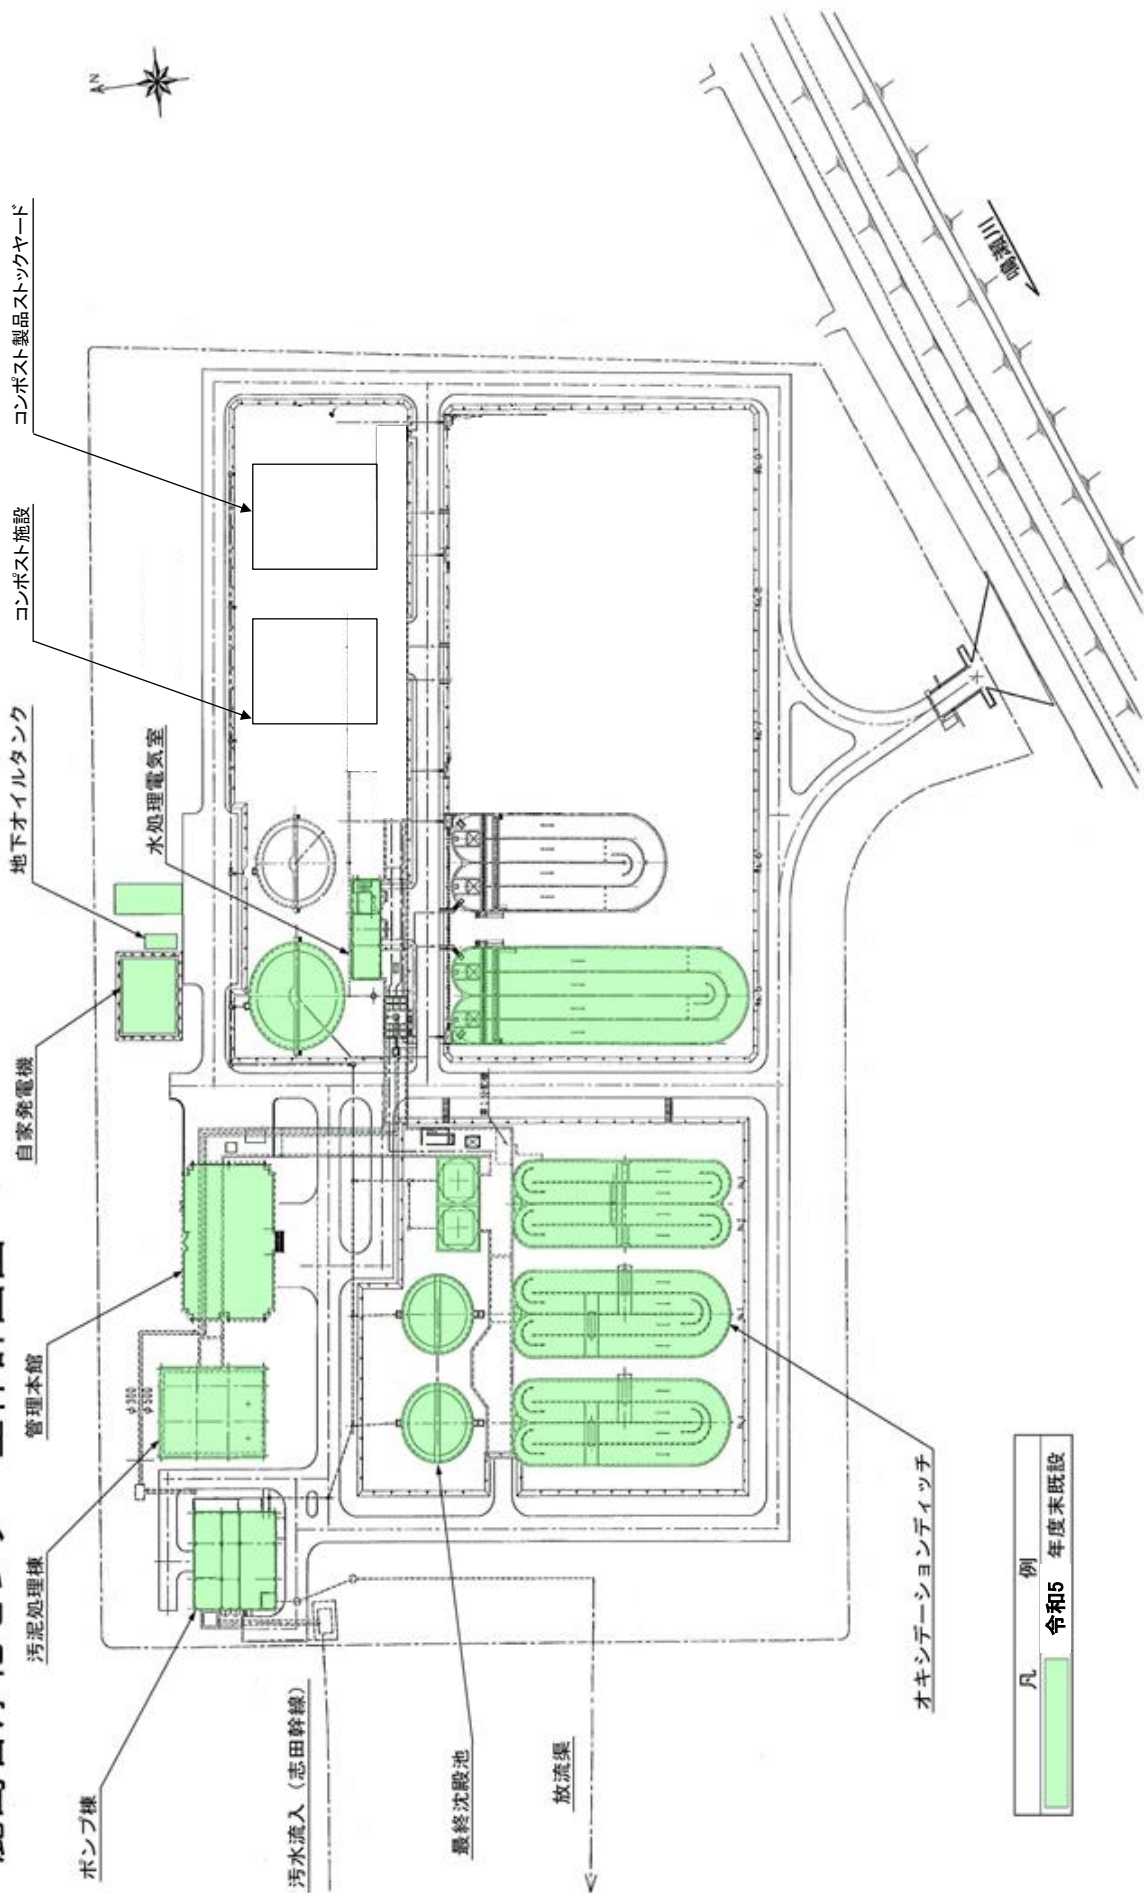 N
コンポスト製品ストックヤード
コンポスト施設
地下オイルタンク
水処理電気室
自家発電機
管理本館
汚泥処理棟
φ300
φ500
ポンプ棟
汚水流入(志田幹線)
最終沈殿池
放流渠
オキシデーションディッチ
鳴瀬川
凡 例
令和5 年度末既設